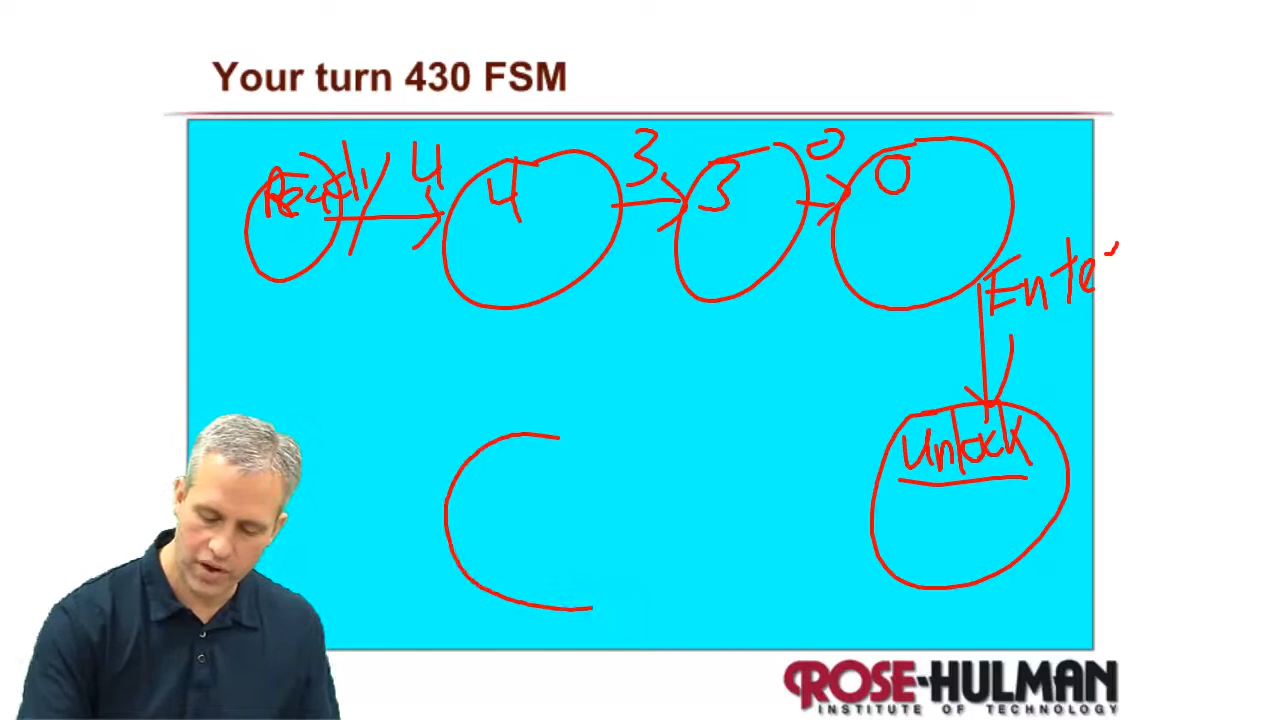 Your turn 430 FSM
Ready 4 3 0
4 3 0
Enter
Unlock
ROSE-HULMAN
INSTITUTE OF TECHNOLOGY